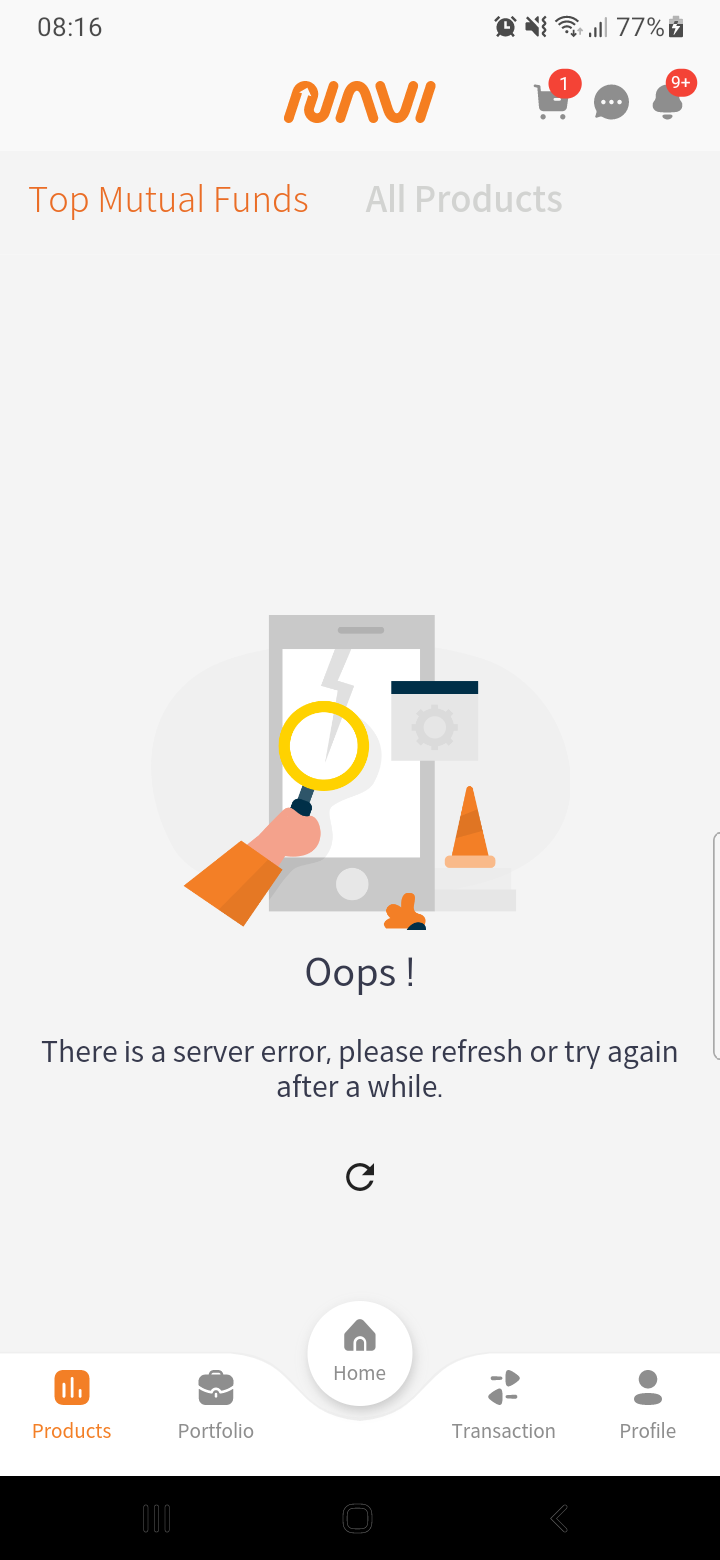 08:16
77%
NAVI
1
9+
Top Mutual Funds
All Products
Oops !
There is a server error, please refresh or try again
after a while.
Home
Products
Portfolio
Transaction
Profile